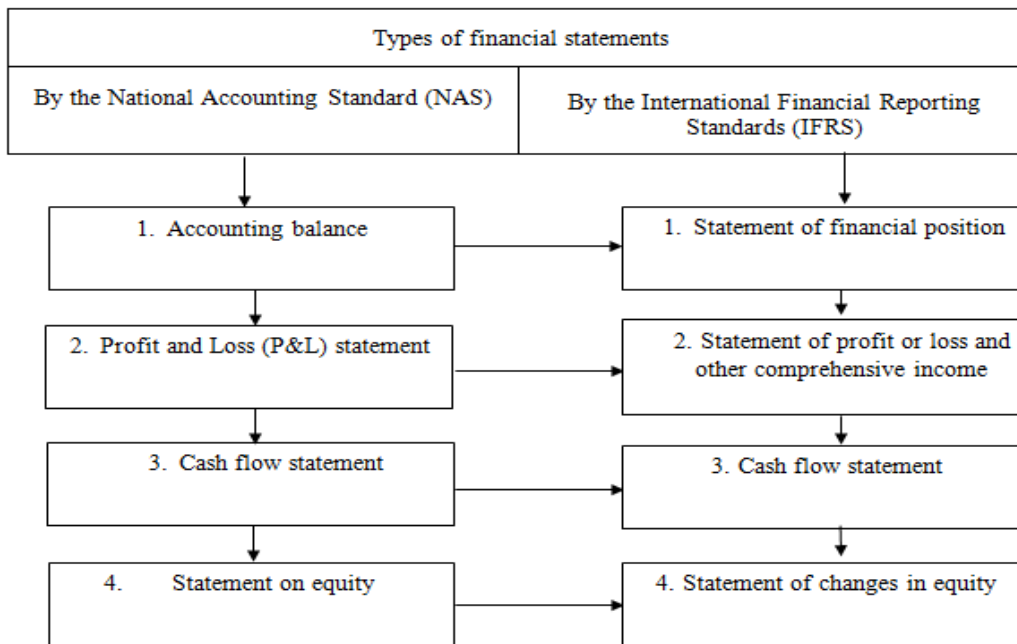 Types of financial statements
By the National Accounting Standard (NAS)
By the International Financial Reporting
Standards (IFRS)
1. Accounting balance
1. Statement of financial position
2. Profit and Loss (P&L) statement
2. Statement of profit or loss and
other comprehensive income
3. Cash flow statement
3. Cash flow statement
4. Statement on equity
4. Statement of changes in equity